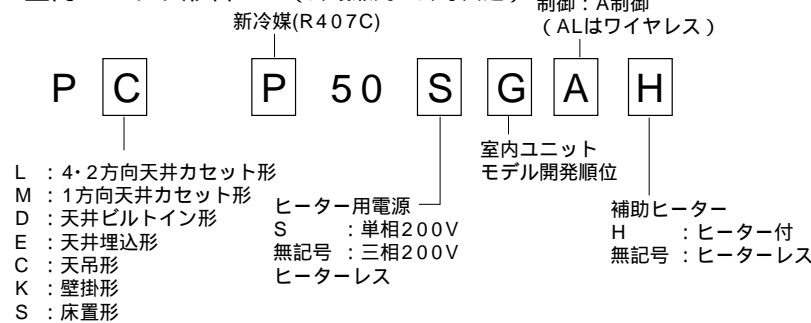 新冷媒(R407C)
制御：A制御
（ALはワイヤレス）
P C P 50 S G A H
L ：4・2方向天井カセット形
M ：1方向天井カセット形
D ：天井ビルトイン形
E ：天井埋込形
C ：天吊形
K ：壁掛形
S ：床置形
ヒーター用電源
S ：単相200V
無記号 ：三相200V
ヒーターレス
室内ユニット
モデル開発順位
補助ヒーター
H ：ヒーター付
無記号 ：ヒーターレス